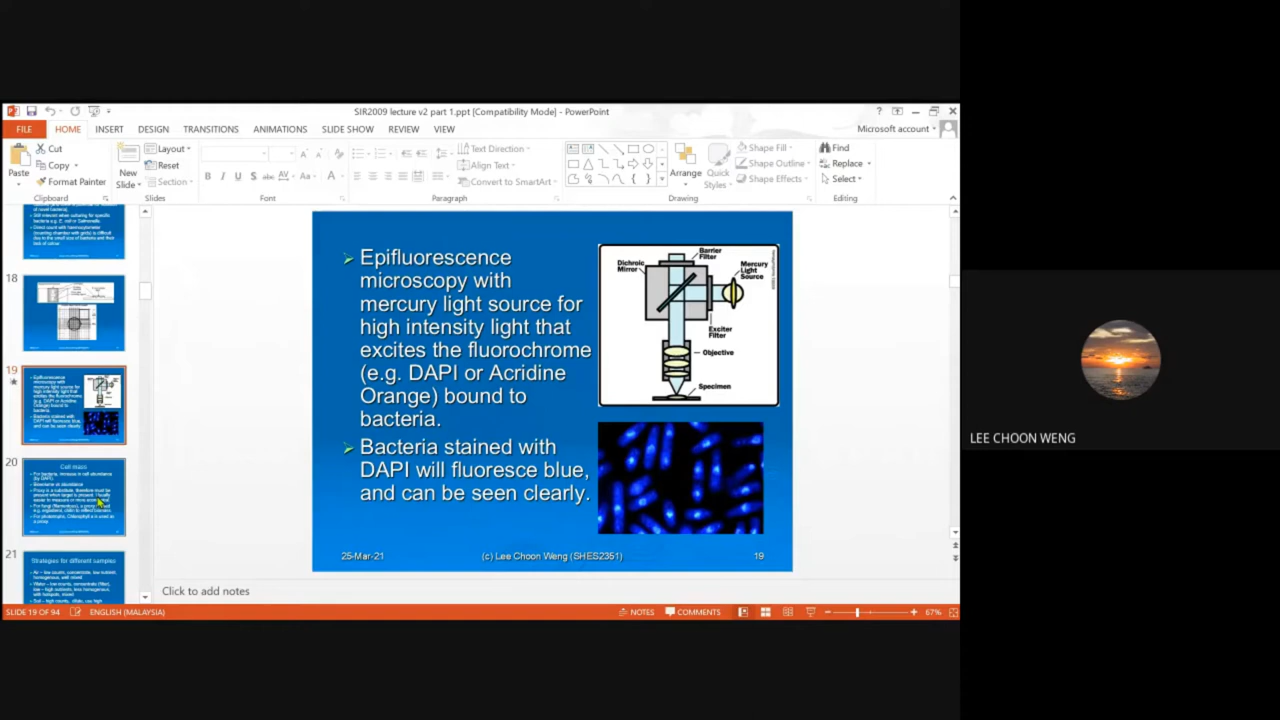 SIR2009 lecture v2 part 1.ppt [Compatibility Mode] - PowerPoint
FILE
HOME
INSERT
DESIGN
TRANSITIONS
ANIMATIONS
SLIDE SHOW
REVIEW
VIEW
Microsoft account
Paste
Cut
Copy
Format Painter
Clipboard
New
Slide
Layout
Reset
Section
Slides
Font
Text Direction
Align Text
Convert to SmartArt
Paragraph
Arrange
Quick
Styles
Shape Fill
Shape Outline
Shape Effects
Drawing
Find
Replace
Select
Editing
18
19
20
Cell mass
21
Strategies for different samples
Epifluorescence
microscopy with
mercury light source for
high intensity light that
excites the fluorochrome
(e.g. DAPI or Acridine
Orange) bound to
bacteria.
Bacteria stained with
DAPI will fluoresce blue,
and can be seen clearly.
Dichroic
Mirror
Barrier
Filter
Mercury
Light
Source
Exciter
Filter
Objective
Specimen
25-Mar-21
(c) Lee Choon Weng (SHES2351)
19
Click to add notes
SLIDE 19 OF 94
ENGLISH (MALAYSIA)
NOTES
COMMENTS
67%
LEE CHOON WENG